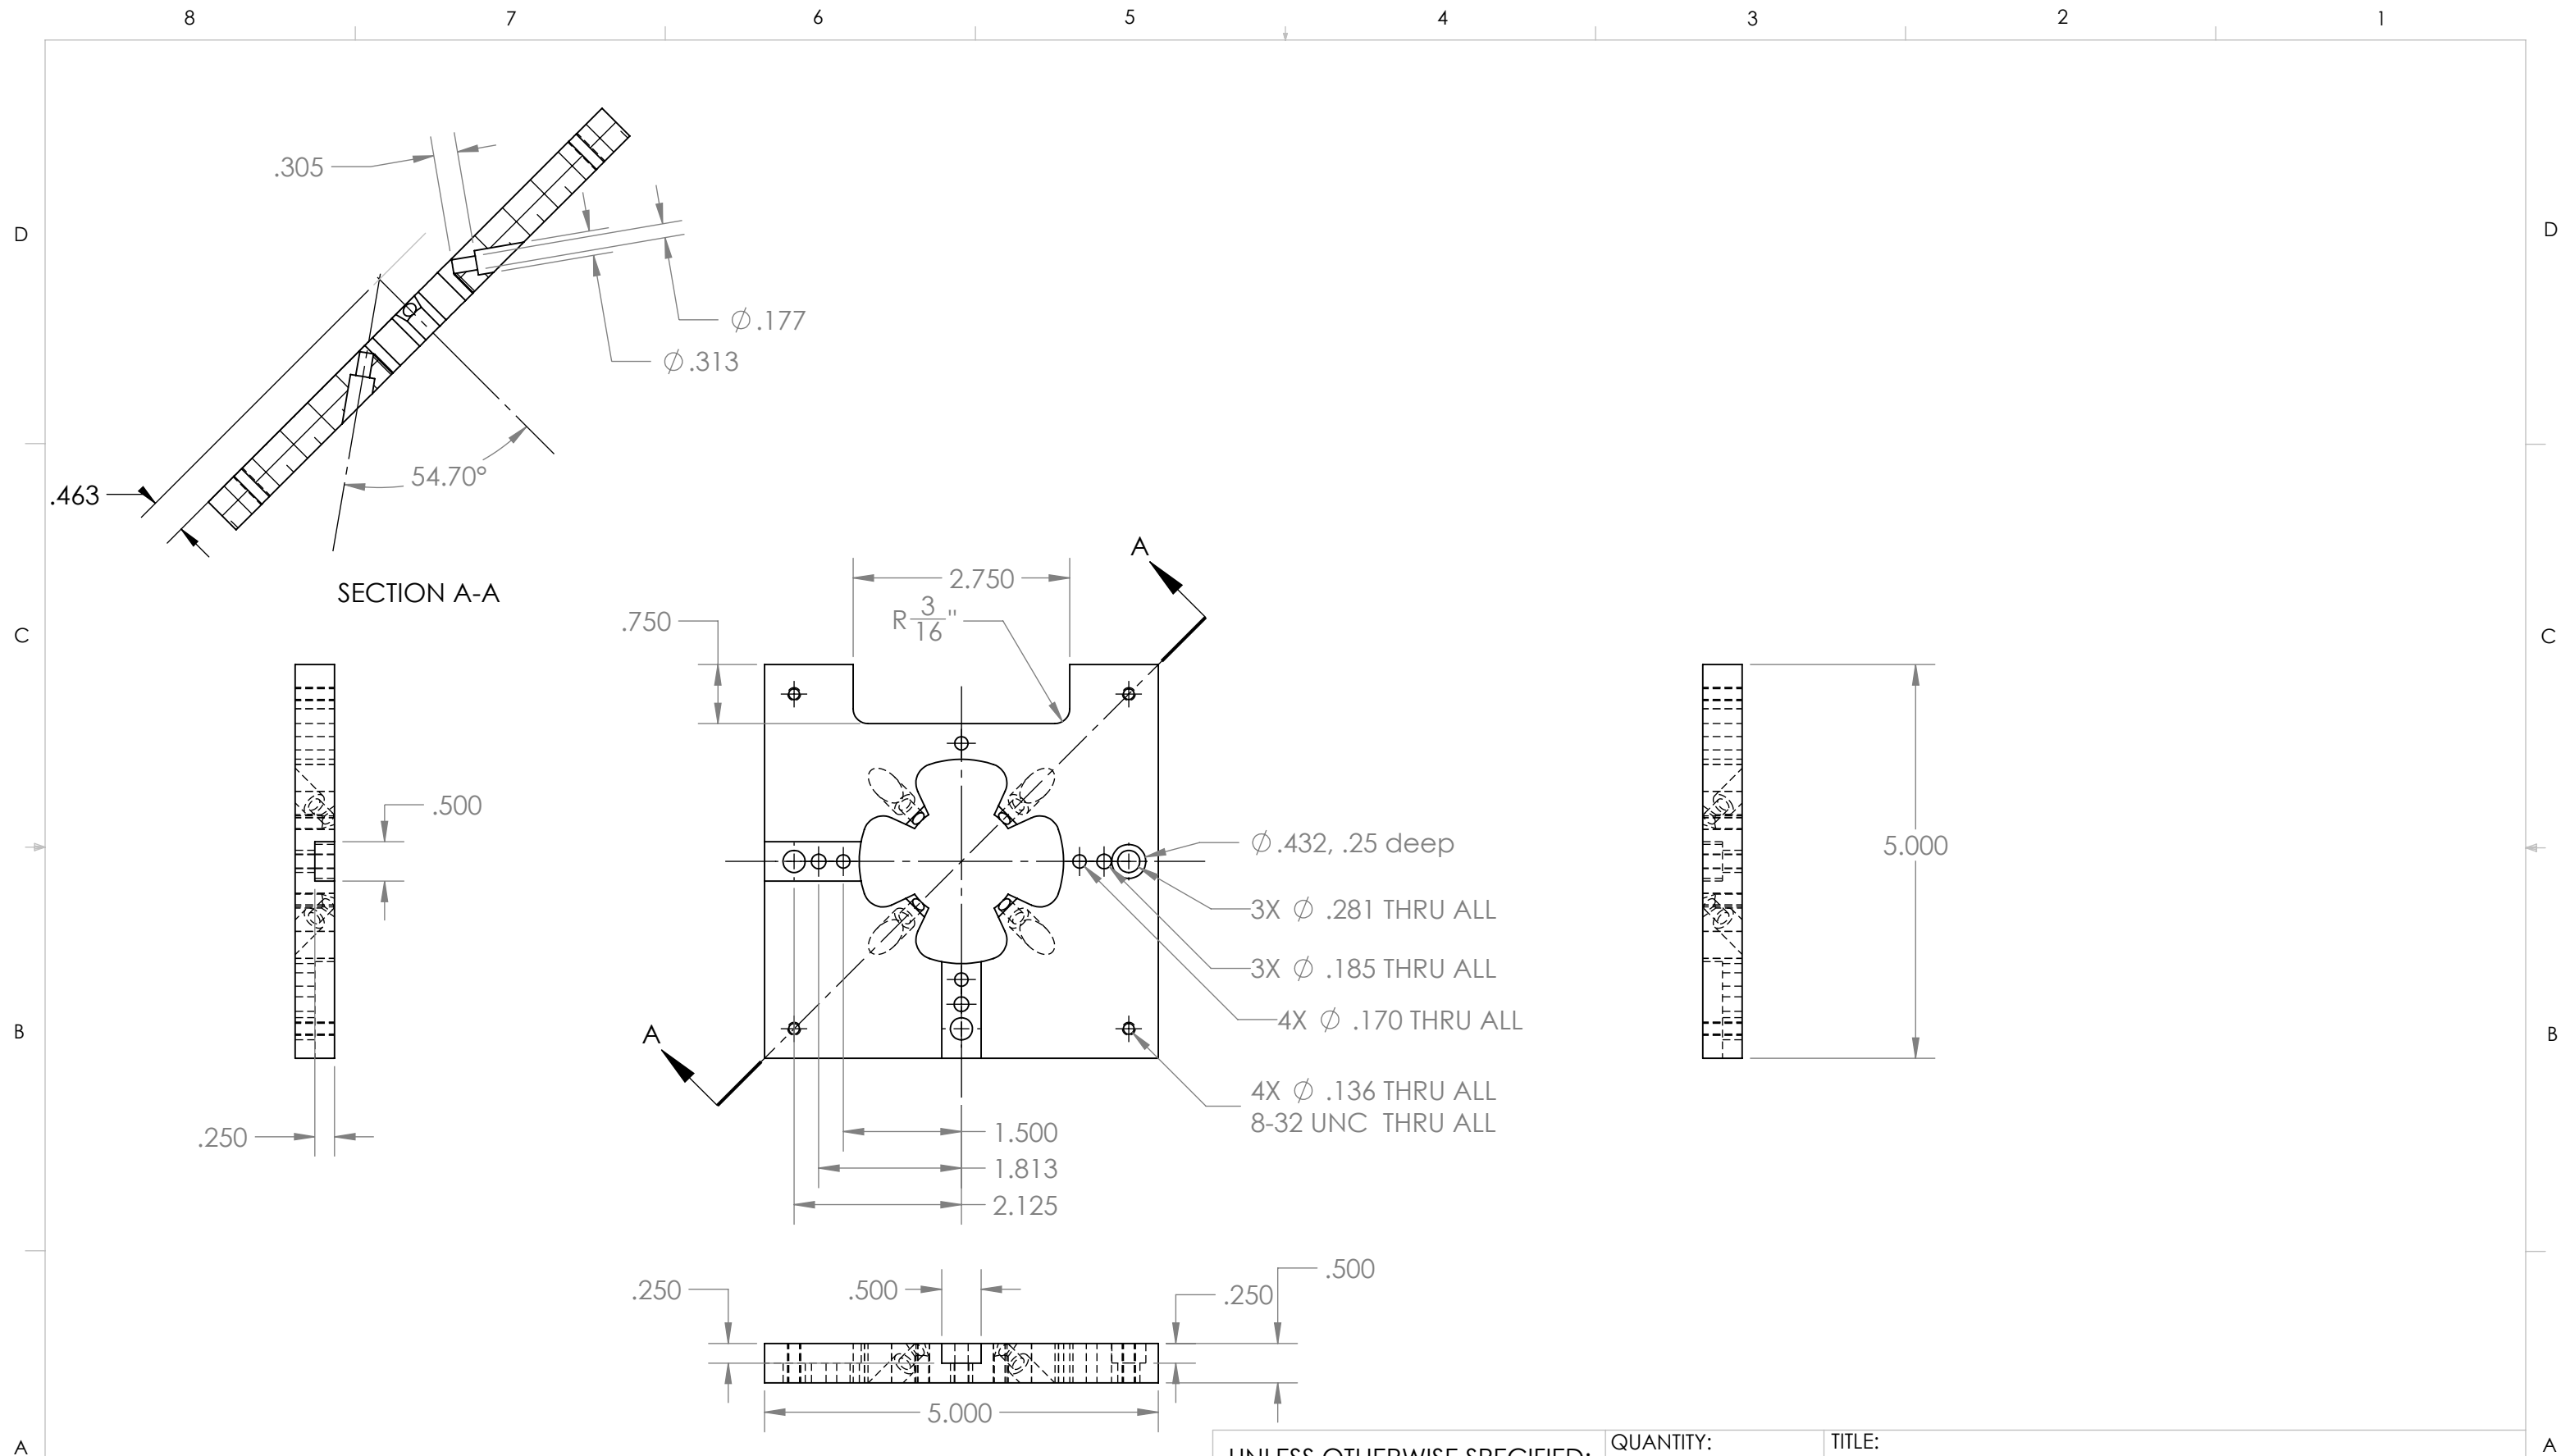 8 7 6 5 4 3 2 1
D D
.305
⌀.177
⌀.313
54.70°
.463
SECTION A-A
A
2.750
R 3/16"
.750
C C
.500
⌀.432, .25 deep
5.000
3X ⌀ .281 THRU ALL
3X ⌀ .185 THRU ALL
4X ⌀ .170 THRU ALL
B B
A
4X ⌀ .136 THRU ALL
8-32 UNC THRU ALL
.250
1.500
1.813
2.125
.500
.250
.500
.250
5.000
A A
UNLESS OTHERWISE SPECIFIED:
QUANTITY:
TITLE: